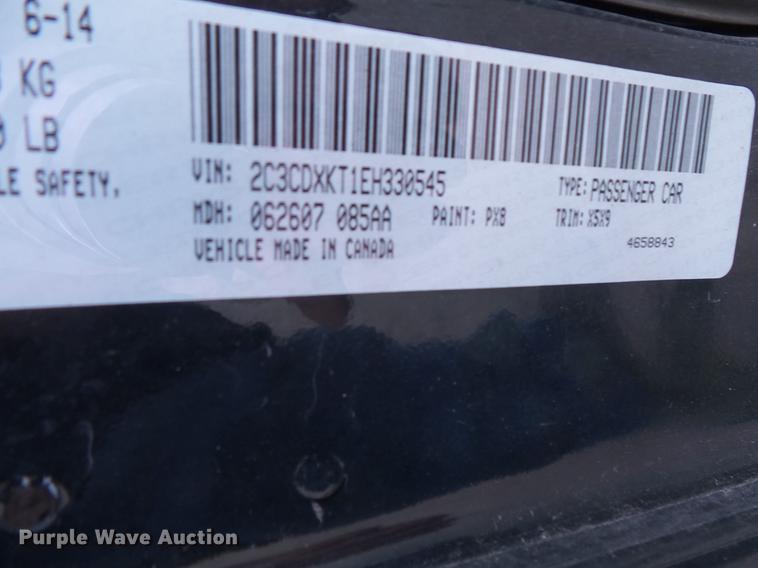 6-14
KG
LB
LE SAFETY,
VIN: 2C3CDXKT1EH330545
TYPE: PASSENGER CAR
MDH: 062607 085AA
PAINT: PX8
TRIM: X5X9
VEHICLE MADE IN CANADA
4658843
Purple Wave Auction